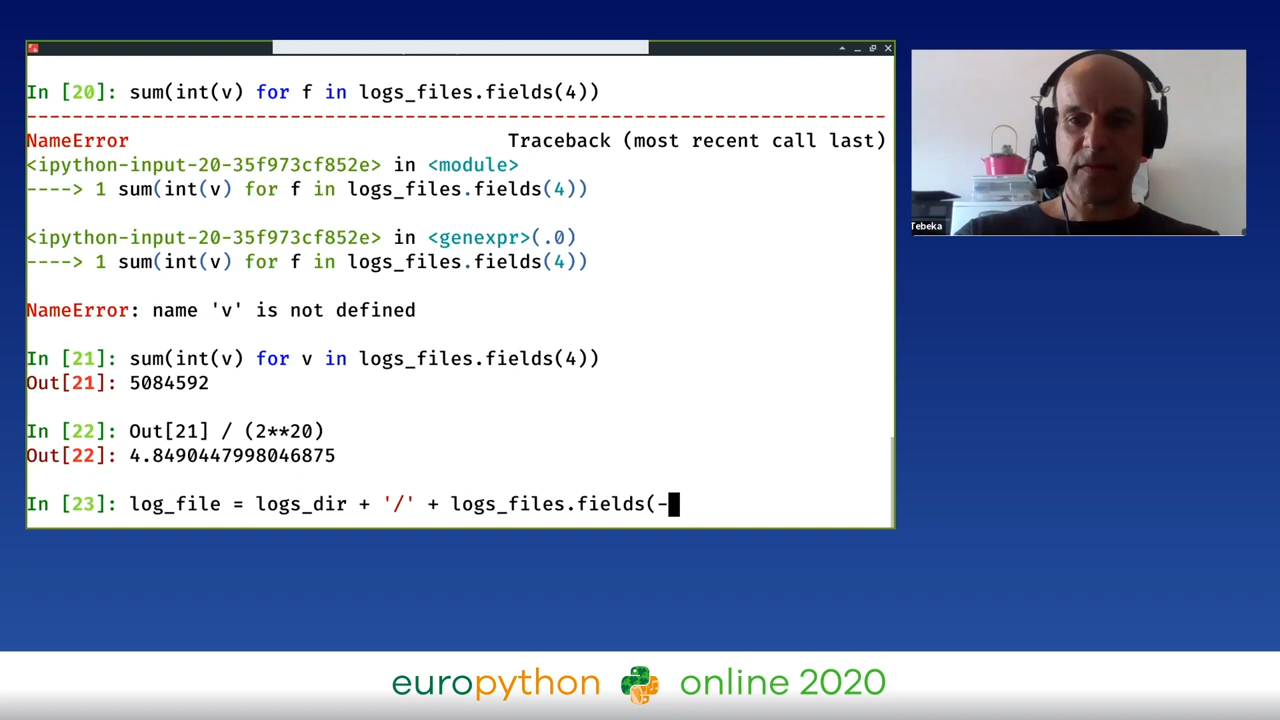 In [20]: sum(int(v) for f in logs_files.fields(4))
---------------------------------------------------------------------------
NameError                                 Traceback (most recent call last)
<ipython-input-20-35f973cf852e> in <module>
----> 1 sum(int(v) for f in logs_files.fields(4))
<ipython-input-20-35f973cf852e> in <genexpr>(.0)
----> 1 sum(int(v) for f in logs_files.fields(4))
NameError: name 'v' is not defined
In [21]: sum(int(v) for v in logs_files.fields(4))
Out[21]: 5084592
In [22]: Out[21] / (2**20)
Out[22]: 4.8490447998046875
In [23]: log_file = logs_dir + '/' + logs_files.fields(-
Tebeka
europython online 2020